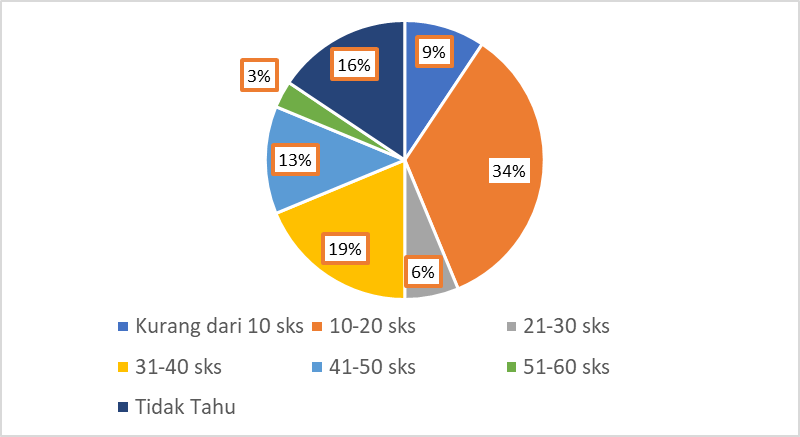 9%
16%
3%
13%
34%
19%
6%
Kurang dari 10 sks
10-20 sks
21-30 sks
31-40 sks
41-50 sks
51-60 sks
Tidak Tahu